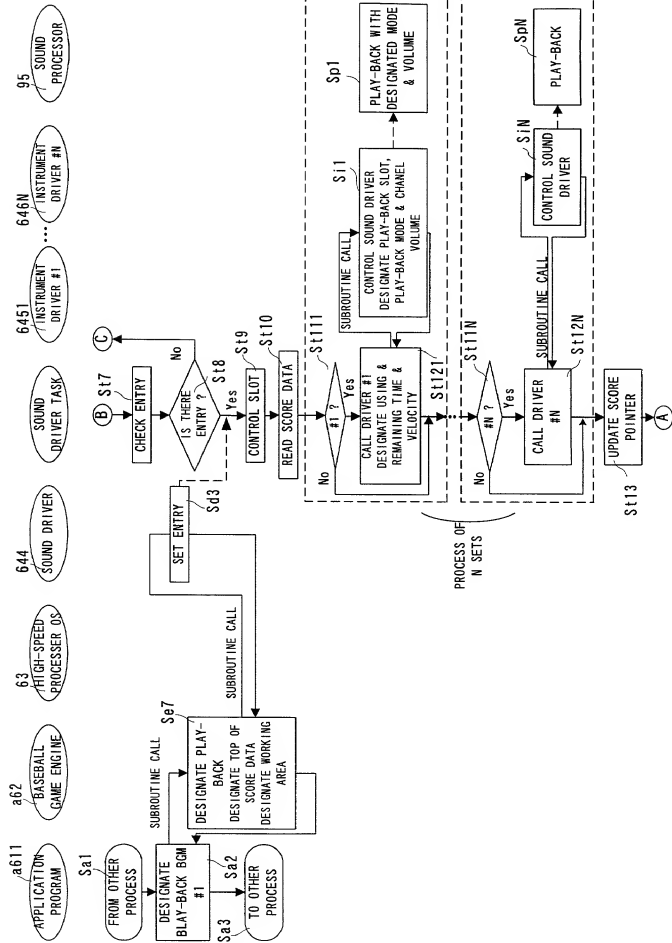 a611
APPLICATION
PROGRAM
a62
BASEBALL
GAME ENGINE
63
HIGH-SPEED
PROCESSER OS
644
SOUND DRIVER
SOUND
DRIVER TASK
6451
INSTRUMENT
DRIVER #1
646N
INSTRUMENT
DRIVER #N
95
SOUND
PROCESSOR
Sa1
FROM OTHER
PROCESS
DESIGNATE
BLAY-BACK BGM
#1
Sa2
TO OTHER
PROCESS
Sa3
SUBROUTINE CALL
Se7
DESIGNATE PLAY-
BACK
DESIGNATE TOP OF
SCORE DATA
DESIGNATE WORKING
AREA
SUBROUTINE CALL
SET ENTRY
Sd3
B
St7
CHECK ENTRY
IS THERE
ENTRY ?
St8
No
C
Yes
St9
CONTROL SLOT
St10
READ SCORE DATA
St111
#1 ?
No
Yes
CALL DRIVER #1
DESIGNATE USING &
REMAINING TIME &
VELOCITY
St121
SUBROUTINE CALL
Si1
CONTROL SOUND DRIVER
DESIGNATE PLAY-BACK SLOT,
PLAY-BACK MODE & CHANEL
VOLUME
Sp1
PLAY-BACK WITH
DESIGNATED MODE
& VOLUME
PROCESS OF
N SETS
St11N
#N ?
No
Yes
CALL DRIVER
#N
St12N
SUBROUTINE CALL
SiN
CONTROL SOUND
DRIVER
SpN
PLAY-BACK
UPDATE SCORE
POINTER
St13
A